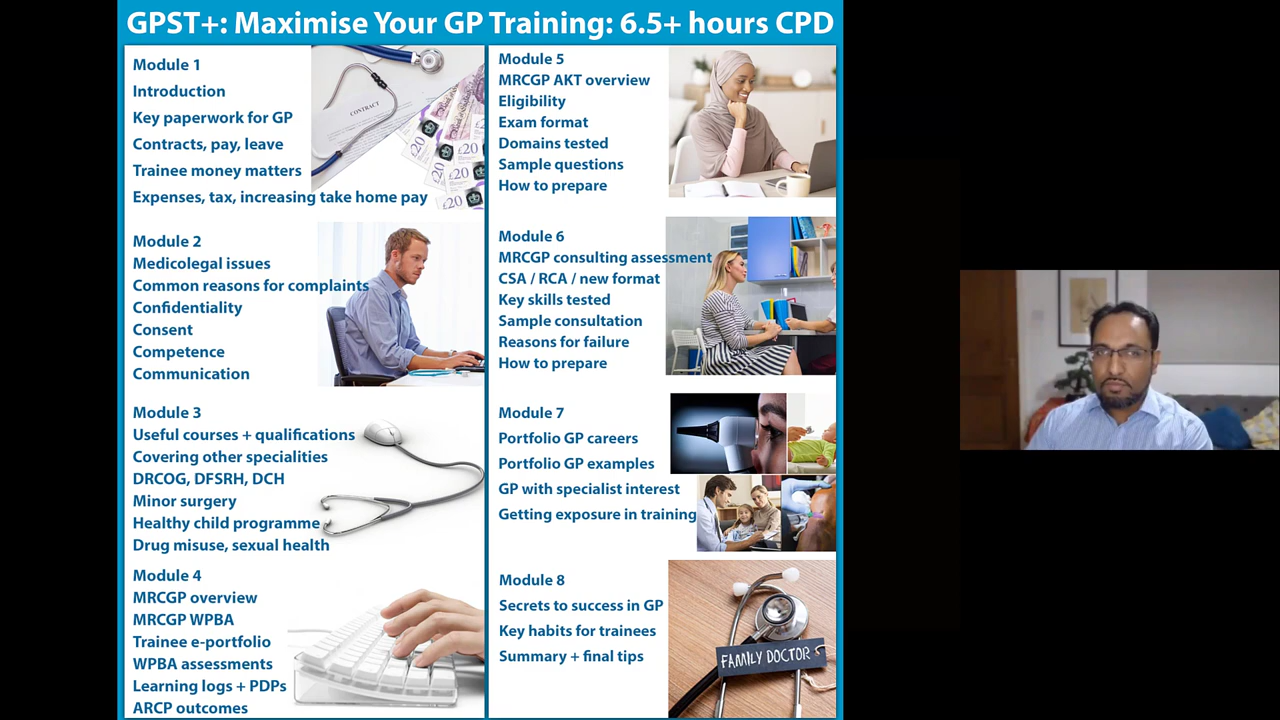 GPST+: Maximise Your GP Training: 6.5+ hours CPD
Module 1
Introduction
Key paperwork for GP
Contracts, pay, leave
Trainee money matters
Expenses, tax, increasing take home pay
CONTRACT
£20
£20
£20
£20
£20
Module 2
Medicolegal issues
Common reasons for complaints
Confidentiality
Consent
Competence
Communication
Module 3
Useful courses + qualifications
Covering other specialities
DRCOG, DFSRH, DCH
Minor surgery
Healthy child programme
Drug misuse, sexual health
Module 4
MRCGP overview
MRCGP WPBA
Trainee e-portfolio
WPBA assessments
Learning logs + PDPs
ARCP outcomes
Module 5
MRCGP AKT overview
Eligibility
Exam format
Domains tested
Sample questions
How to prepare
Module 6
MRCGP consulting assessment
CSA / RCA / new format
Key skills tested
Sample consultation
Reasons for failure
How to prepare
Module 7
Portfolio GP careers
Portfolio GP examples
GP with specialist interest
Getting exposure in training
Module 8
Secrets to success in GP
Key habits for trainees
Summary + final tips
FAMILY DOCTOR